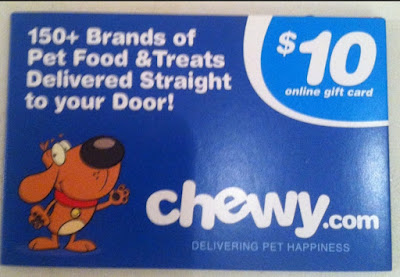 150+ Brands of
Pet Food &Treats
Delivered Straight
to your Door!
$10
online gift card
chewy.com
DELIVERING PET HAPPINESS